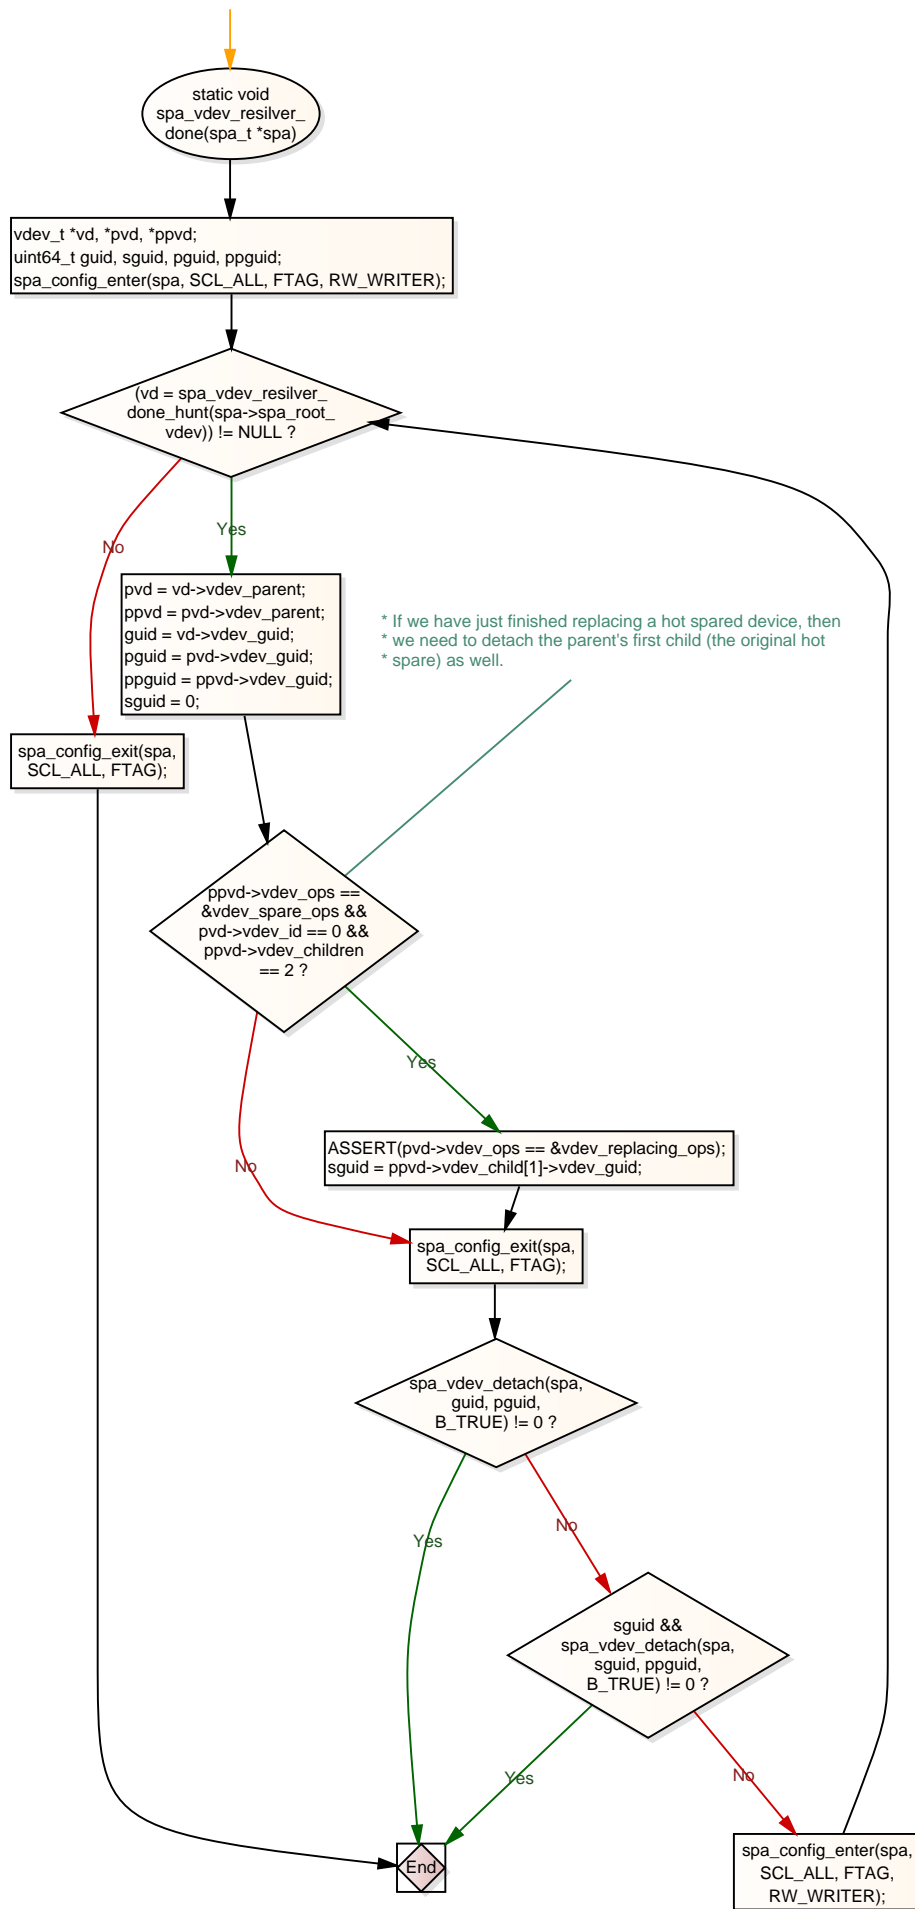 static void
spa_vdev_resilver_
done(spa_t *spa)
vdev_t *vd, *pvd, *ppvd;
uint64_t guid, sguid, pguid, ppguid;
spa_config_enter(spa, SCL_ALL, FTAG, RW_WRITER);
(vd = spa_vdev_resilver_
done_hunt(spa->spa_root_
vdev)) != NULL ?
Yes
No
pvd = vd->vdev_parent;
ppvd = pvd->vdev_parent;
guid = vd->vdev_guid;
pguid = pvd->vdev_guid;
ppguid = ppvd->vdev_guid;
sguid = 0;
* If we have just finished replacing a hot spared device, then
* we need to detach the parent's first child (the original hot
* spare) as well.
spa_config_exit(spa,
SCL_ALL, FTAG);
ppvd->vdev_ops ==
&vdev_spare_ops &&
pvd->vdev_id == 0 &&
ppvd->vdev_children
== 2 ?
Yes
No
ASSERT(pvd->vdev_ops == &vdev_replacing_ops);
sguid = ppvd->vdev_child[1]->vdev_guid;
spa_config_exit(spa,
SCL_ALL, FTAG);
spa_vdev_detach(spa,
guid, pguid,
B_TRUE) != 0 ?
Yes
No
sguid &&
spa_vdev_detach(spa,
sguid, ppguid,
B_TRUE) != 0 ?
Yes
No
End
spa_config_enter(spa,
SCL_ALL, FTAG,
RW_WRITER);